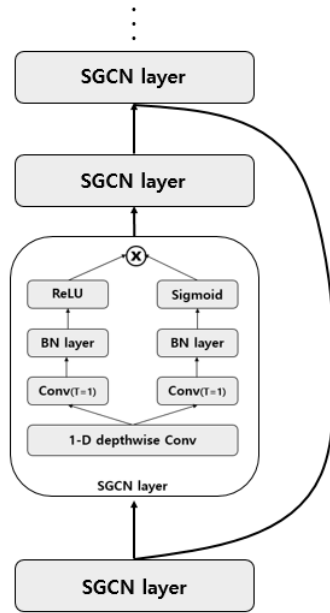 SGCN layer
SGCN layer
X
ReLU Sigmoid
BN layer BN layer
Conv(T=1) Conv(T=1)
1-D depthwise Conv
SGCN layer
SGCN layer